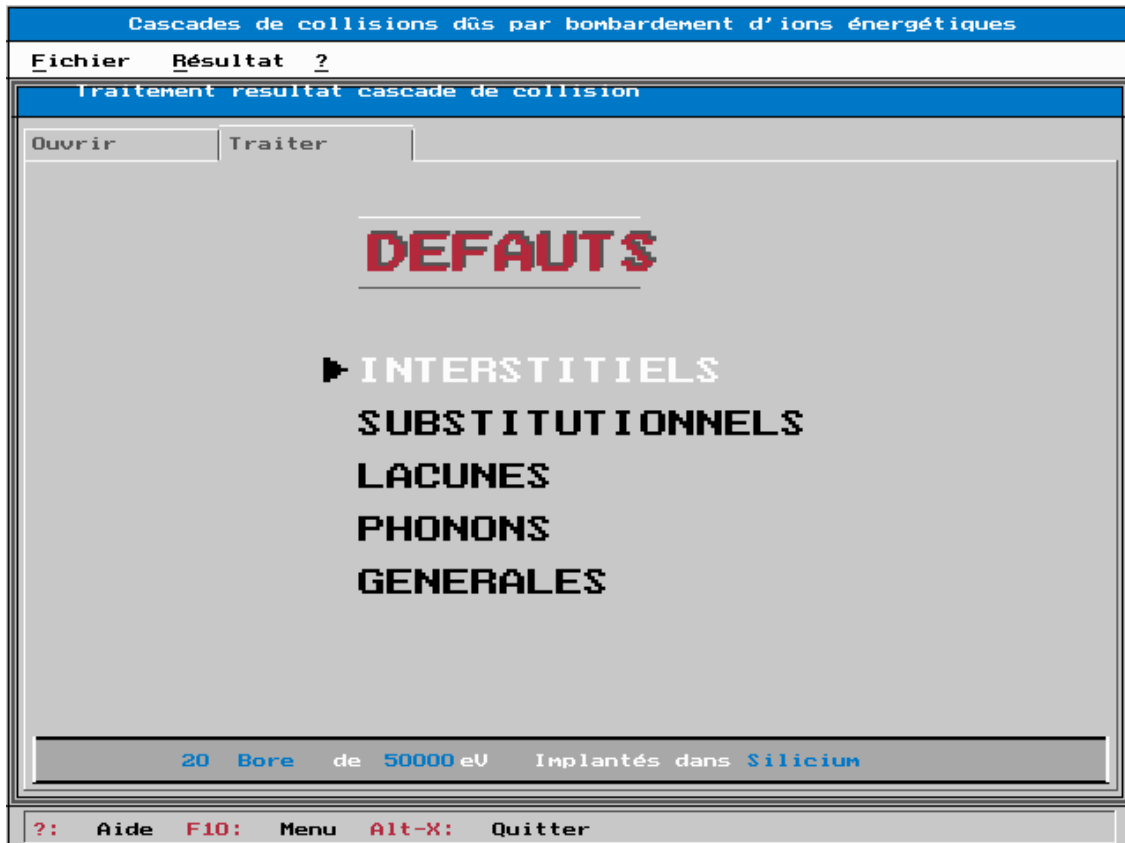 Cascades de collisions dûs par bombardement d'ions énergétiques
Fichier Résultat ?
Traitement resultat cascade de collision
Ouvrir Traiter
DEFAUTS
INTERSTITIELS
SUBSTITUTIONNELS
LACUNES
PHONONS
GENERALES
20 Bore de 50000 eV Implantés dans Silicium
?: Aide F10: Menu Alt-X: Quitter